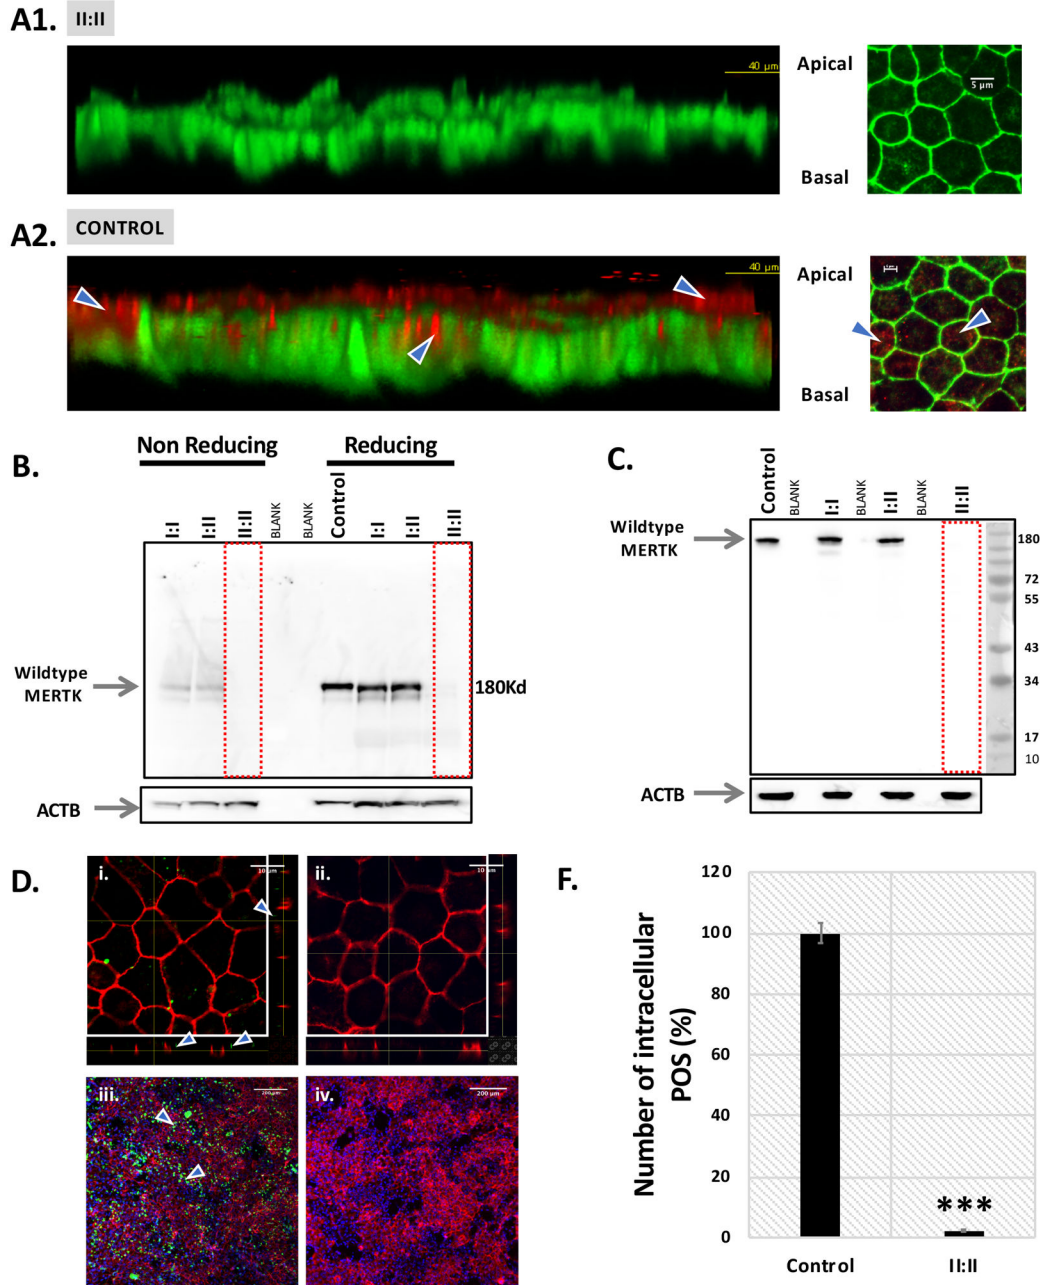 A1. II:II
40 μm
Apical
5 μm
Basal
A2. CONTROL
40 μm
Apical
Basal
B.
Non Reducing
Reducing
I:I
I:II
II:II
BLANK
BLANK
Control
I:I
I:II
II:II
Wildtype
MERTK
180Kd
ACTB
C.
Control
BLANK
I:I
BLANK
I:II
BLANK
II:II
Wildtype
MERTK
180
72
55
43
34
17
10
ACTB
D.
i.
10 μm
ii.
10 μm
iii.
200 μm
iv.
200 μm
F.
Number of intracellular
POS (%)
120
100
80
60
40
20
0
***
Control
II:II